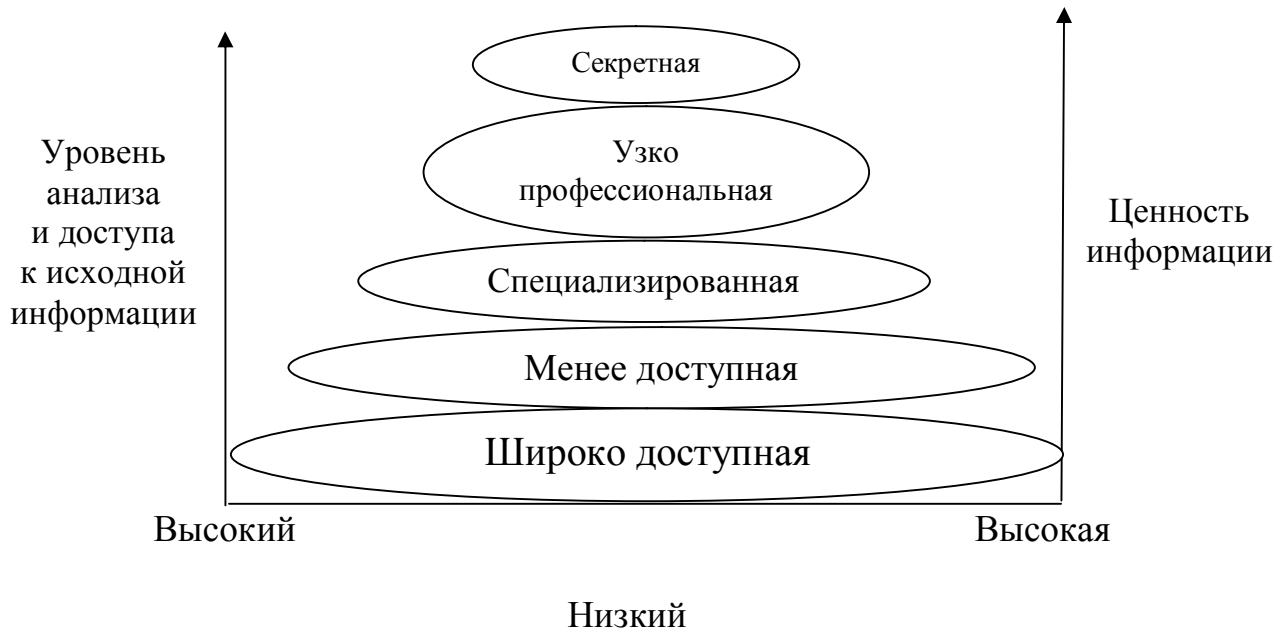 Секретная
Узко
профессиональная
Специализированная
Менее доступная
Широко доступная
Уровень
анализа
и доступа
к исходной
информации
Ценность
информации
Высокий
Высокая
Низкий